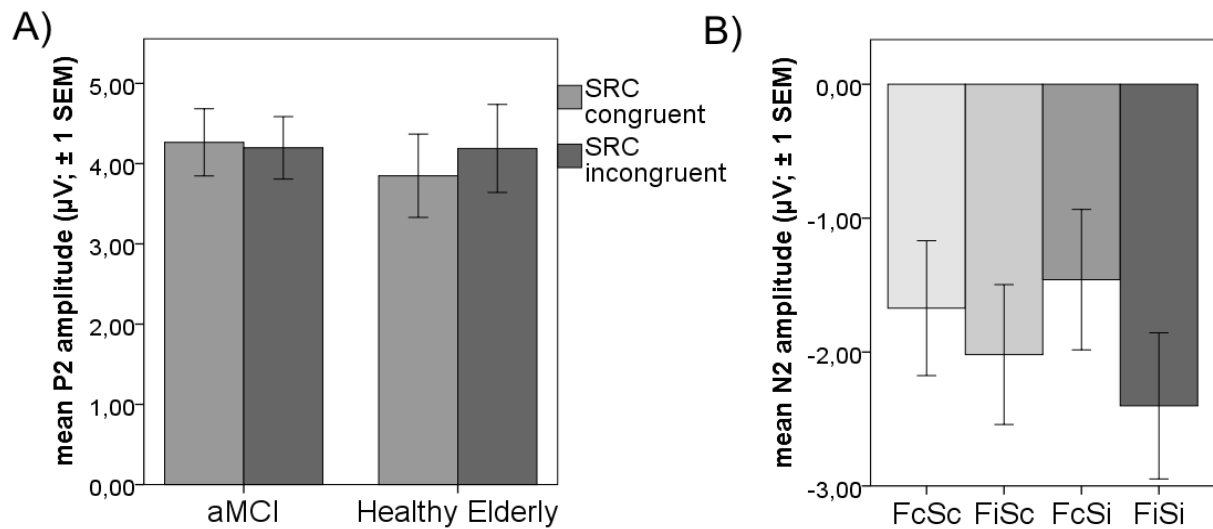 A)
mean P2 amplitude (µV; ± 1 SEM)
5,00
4,00
3,00
2,00
1,00
0,00
aMCI
Healthy Elderly
SRC
congruent
SRC
incongruent
B)
mean N2 amplitude (µV; ± 1 SEM)
0,00
-1,00
-2,00
-3,00
FcSc
FiSc
FcSi
FiSi